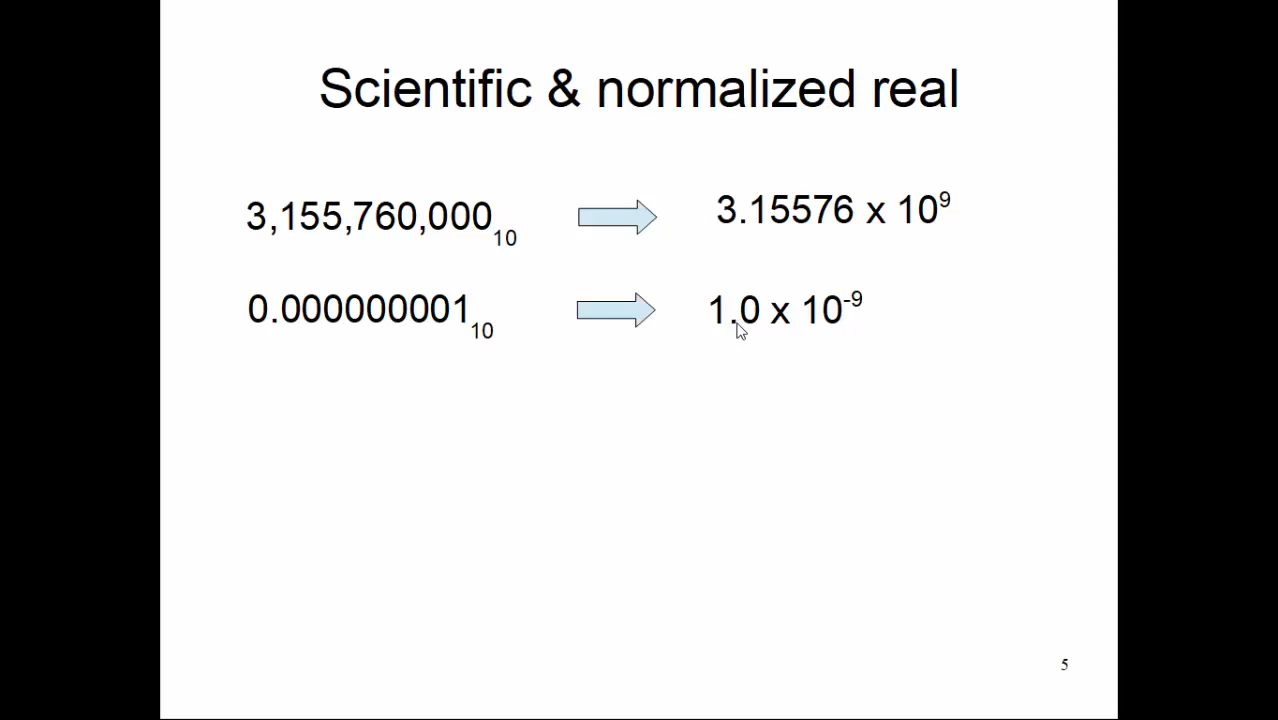 Scientific & normalized real
3,155,760,000₁₀ 3.15576 x 10⁹
0.000000001₁₀ 1.0 x 10⁻⁹
5